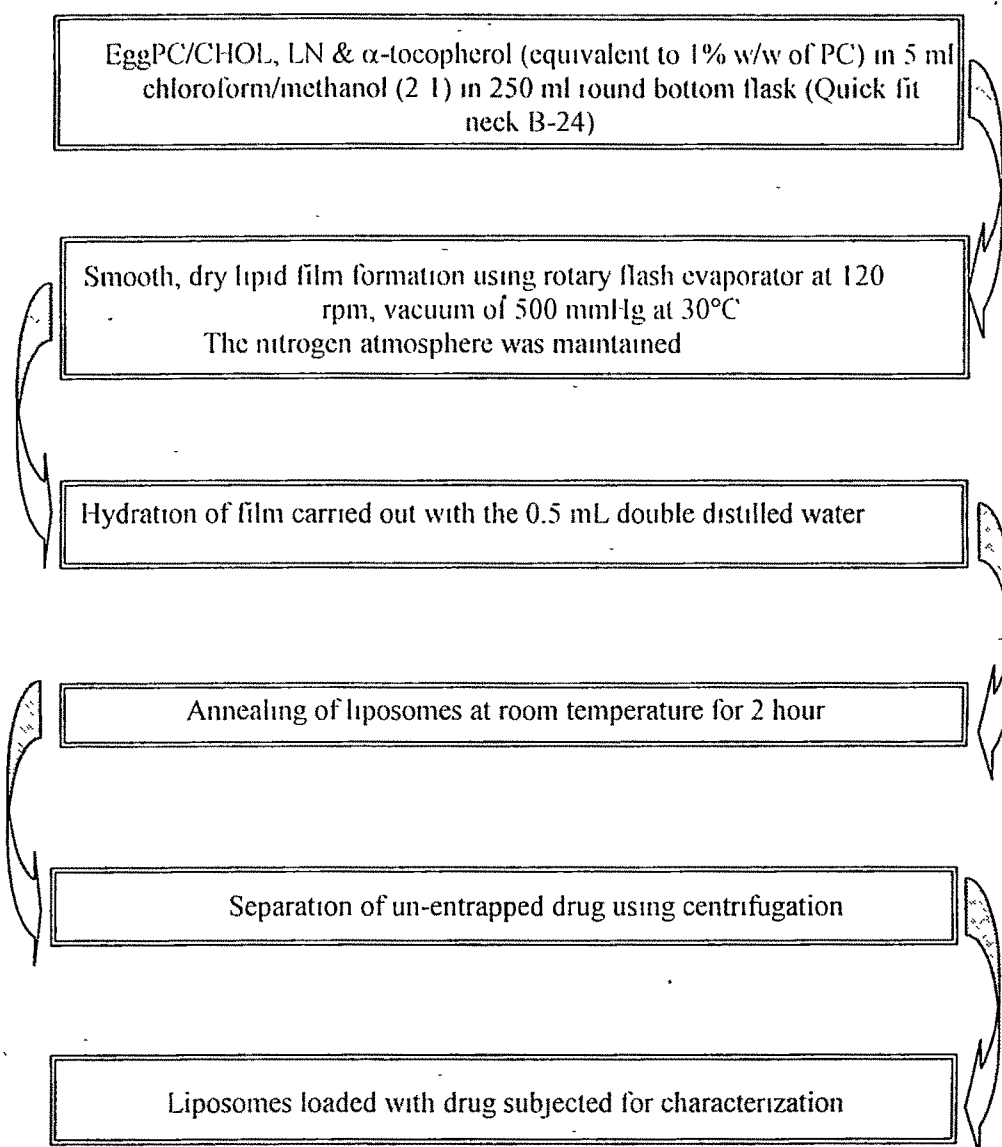 EggPC/CHOL, LN & α-tocopherol (equivalent to 1% w/w of PC) in 5 ml
chloroform/methanol (2 1) in 250 ml round bottom flask (Quick fit
neck B-24)
Smooth, dry lipid film formation using rotary flash evaporator at 120
rpm, vacuum of 500 mmHg at 30°C
The nitrogen atmosphere was maintained
Hydration of film carried out with the 0.5 mL double distilled water
Annealing of liposomes at room temperature for 2 hour
Separation of un-entrapped drug using centrifugation
Liposomes loaded with drug subjected for characterization